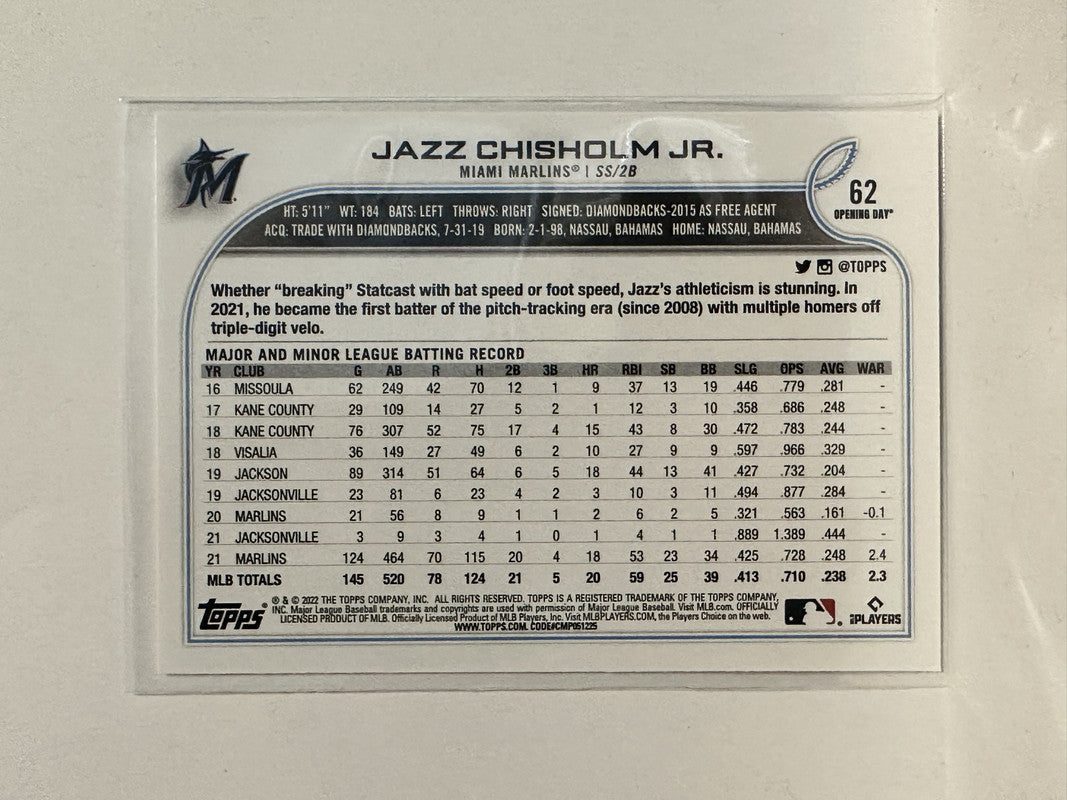 JAZZ CHISHOLM JR.
MIAMI MARLINS® | SS/2B
62
OPENING DAY®
HT: 5'11" WT: 184 BATS: LEFT THROWS: RIGHT SIGNED: DIAMONDBACKS-2015 AS FREE AGENT
ACQ: TRADE WITH DIAMONDBACKS, 7-31-19 BORN: 2-1-98, NASSAU, BAHAMAS HOME: NASSAU, BAHAMAS
@TOPPS
Whether "breaking" Statcast with bat speed or foot speed, Jazz's athleticism is stunning. In
2021, he became the first batter of the pitch-tracking era (since 2008) with multiple homers off
triple-digit velo.
MAJOR AND MINOR LEAGUE BATTING RECORD
YR CLUB G AB R H 2B 3B HR RBI SB BB SLG OPS AVG WAR
16 MISSOULA 62 249 42 70 12 1 9 37 13 19 .446 .779 .281 -
17 KANE COUNTY 29 109 14 27 5 2 1 12 3 10 .358 .686 .248 -
18 KANE COUNTY 76 307 52 75 17 4 15 43 8 30 .472 .783 .244 -
18 VISALIA 36 149 27 49 6 2 10 27 9 9 .597 .966 .329 -
19 JACKSON 89 314 51 64 6 5 18 44 13 41 .427 .732 .204 -
19 JACKSONVILLE 23 81 6 23 4 2 3 10 3 11 .494 .877 .284 -
20 MARLINS 21 56 8 9 1 1 2 6 2 5 .321 .563 .161 -0.1
21 JACKSONVILLE 3 9 3 4 1 0 1 4 1 1 .889 1.389 .444 -
21 MARLINS 124 464 70 115 20 4 18 53 23 34 .425 .728 .248 2.4
MLB TOTALS 145 520 78 124 21 5 20 59 25 39 .413 .710 .238 2.3
Topps®
® & © 2022 THE TOPPS COMPANY, INC. ALL RIGHTS RESERVED. TOPPS IS A REGISTERED TRADEMARK OF THE TOPPS COMPANY,
INC. Major League Baseball trademarks and copyrights are used with permission of Major League Baseball. Visit MLB.com. OFFICIALLY
LICENSED PRODUCT OF MLB. Officially Licensed Product of MLB Players, Inc. Visit MLBPLAYERS.COM, the Players Choice on the web.
WWW.TOPPS.COM. CODE#CMP051225
PLAYERS